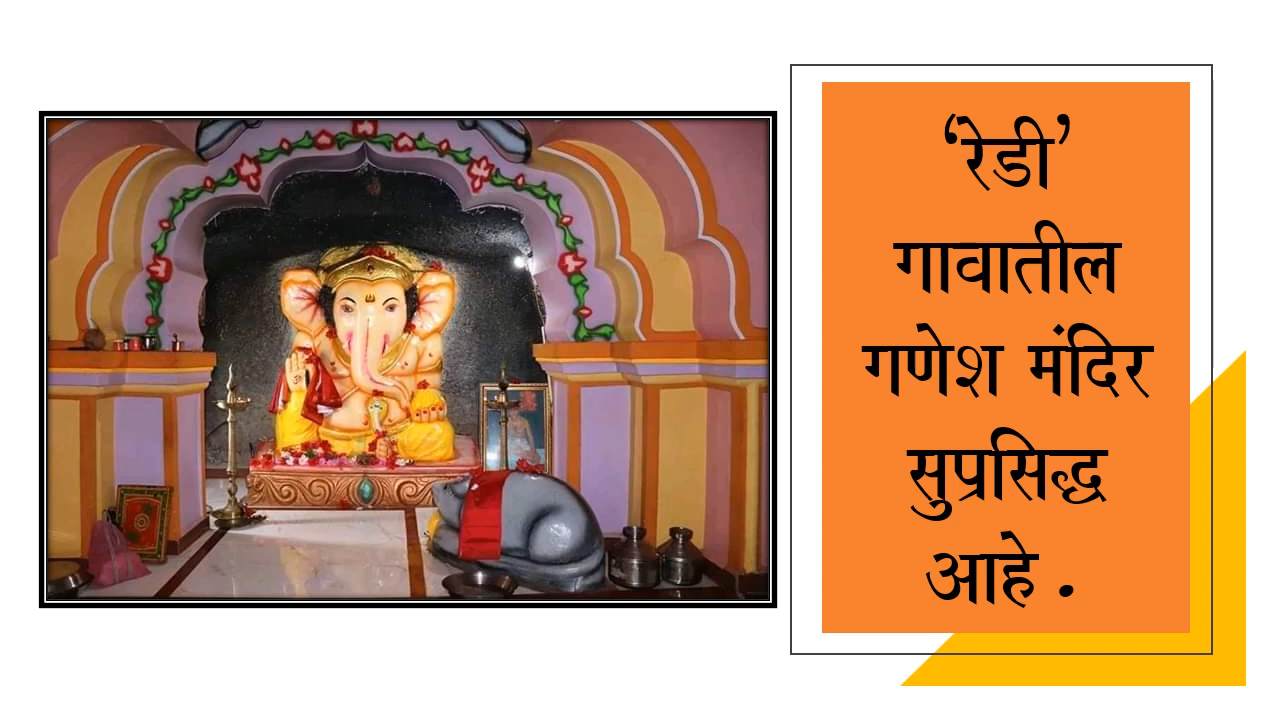 ‘रेडी’
गावातील
गणेश मंदिर
सुप्रसिद्ध
आहे .